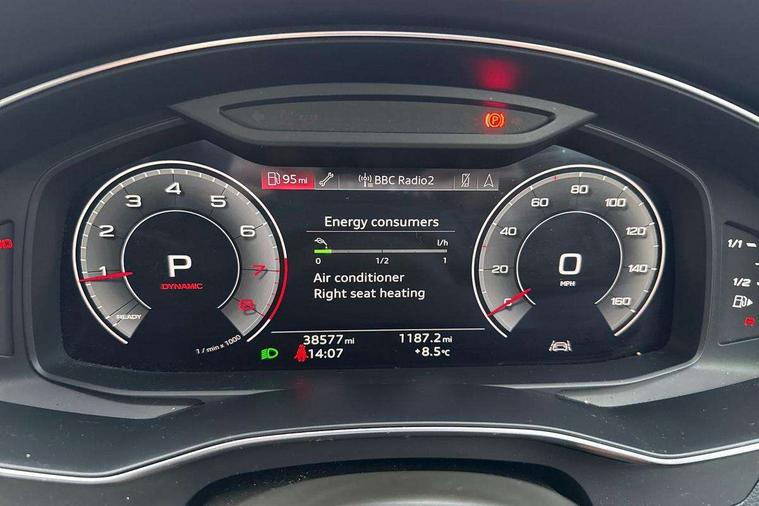 (P)
95 mi
BBC Radio2
Energy consumers
l/h
0 1/2 1
Air conditioner
Right seat heating
1 2 3 4 5 6 7 8
P
DYNAMIC
READY
1 / min x 1000
0 20 40 60 80 100 120 140 160
0
MPH
38577 mi 1187.2 mi
14:07 +8.5°C
1/1
1/2